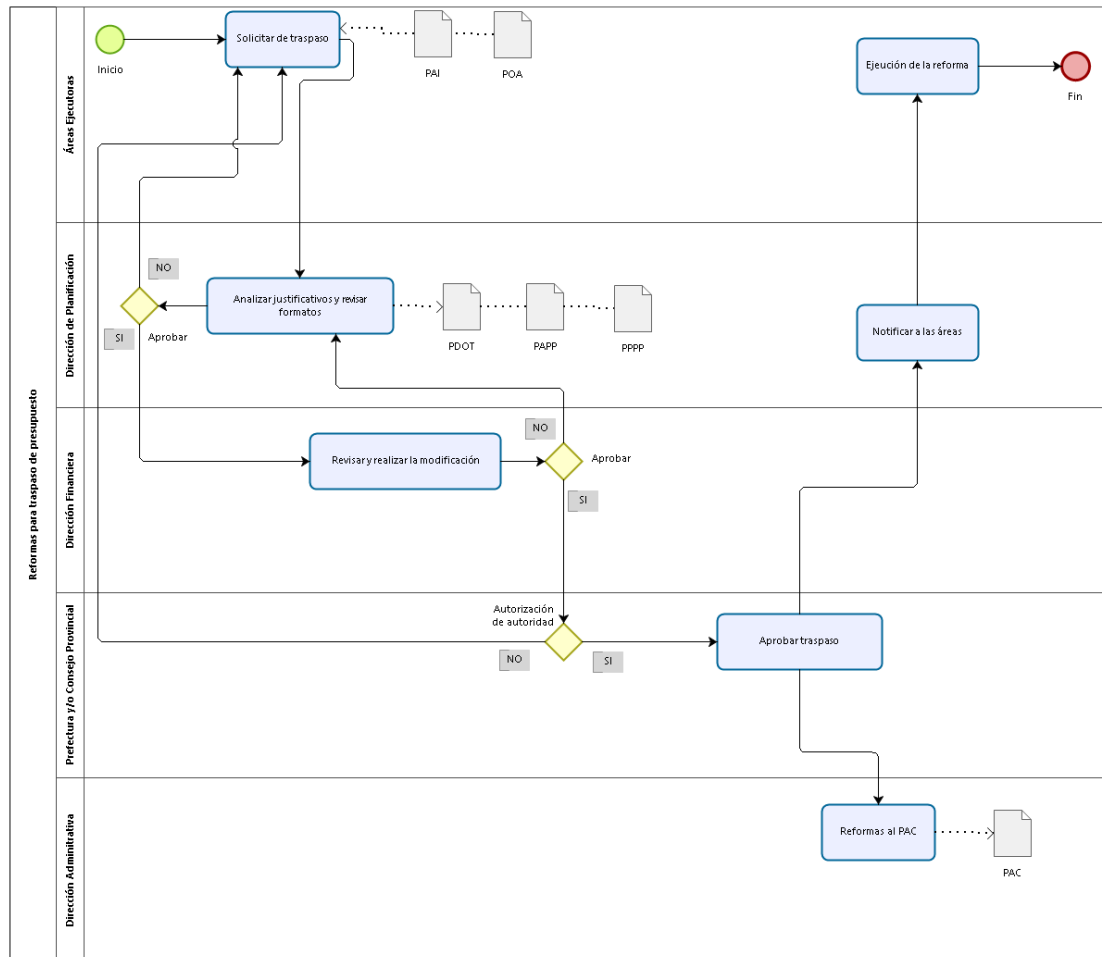 Reformas para traspaso de presupuesto
Áreas Ejecutoras
Inicio
Solicitar de traspaso
PAI
POA
Ejecución de la reforma
Fin
Dirección de Planificación
NO
SI
Aprobar
Analizar justificativos y revisar
formatos
PDOT
PAPP
PPPP
Notificar a las áreas
Dirección Financiera
Revisar y realizar la modificación
NO
Aprobar
SI
Prefectura y/o Consejo Provincial
Autorización
de autoridad
NO
SI
Aprobar traspaso
Dirección Adminitrativa
Reformas al PAC
PAC